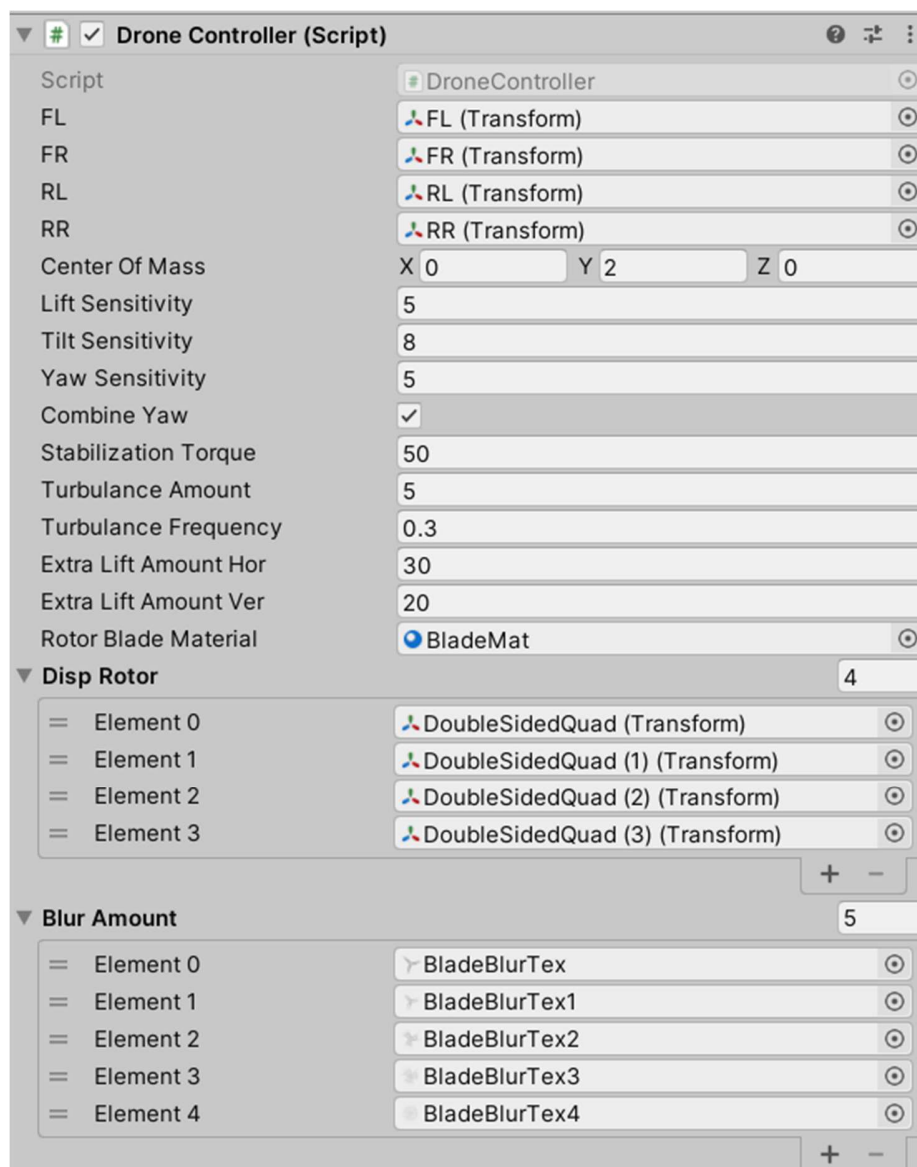 Drone Controller (Script)
Script # DroneController
FL FL (Transform)
FR FR (Transform)
RL RL (Transform)
RR RR (Transform)
Center Of Mass X 0 Y 2 Z 0
Lift Sensitivity 5
Tilt Sensitivity 8
Yaw Sensitivity 5
Combine Yaw
Stabilization Torque 50
Turbulance Amount 5
Turbulance Frequency 0.3
Extra Lift Amount Hor 30
Extra Lift Amount Ver 20
Rotor Blade Material BladeMat
Disp Rotor 4
Element 0 DoubleSidedQuad (Transform)
Element 1 DoubleSidedQuad (1) (Transform)
Element 2 DoubleSidedQuad (2) (Transform)
Element 3 DoubleSidedQuad (3) (Transform)
+ −
Blur Amount 5
Element 0 BladeBlurTex
Element 1 BladeBlurTex1
Element 2 BladeBlurTex2
Element 3 BladeBlurTex3
Element 4 BladeBlurTex4
+ −